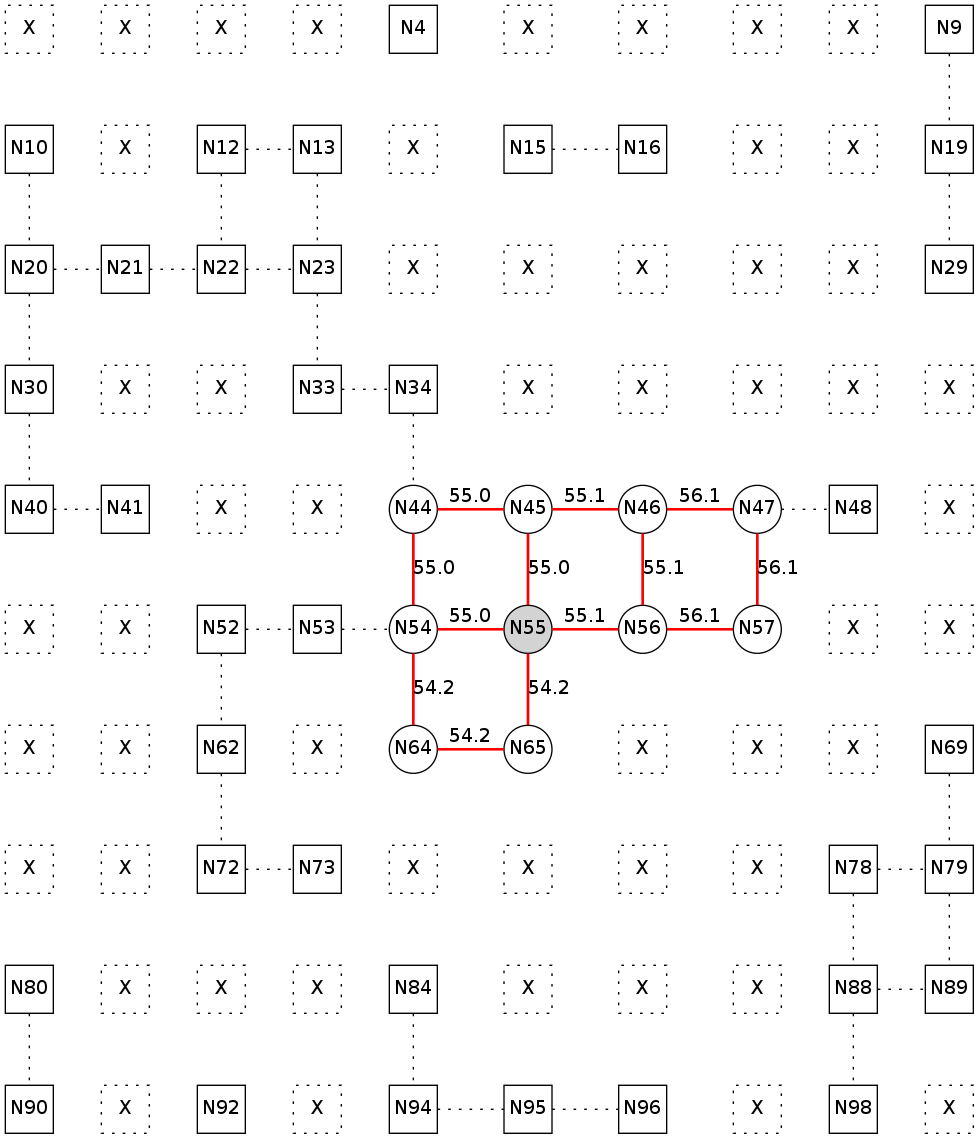 X X X X N4 X X X X N9
N10 X N12 N13 X N15 N16 X X N19
N20 N21 N22 N23 X X X X X N29
N30 X X N33 N34 X X X X X
55.0 55.1 56.1
N40 N41 X X N44 N45 N46 N47 N48 X
55.0 55.0 55.1 56.1
55.0 55.1 56.1
X X N52 N53 N54 N55 N56 N57 X X
54.2 54.2
54.2
X X N62 X N64 N65 X X X N69
X X N72 N73 X X X X N78 N79
N80 X X X N84 X X X N88 N89
N90 X N92 X N94 N95 N96 X N98 X